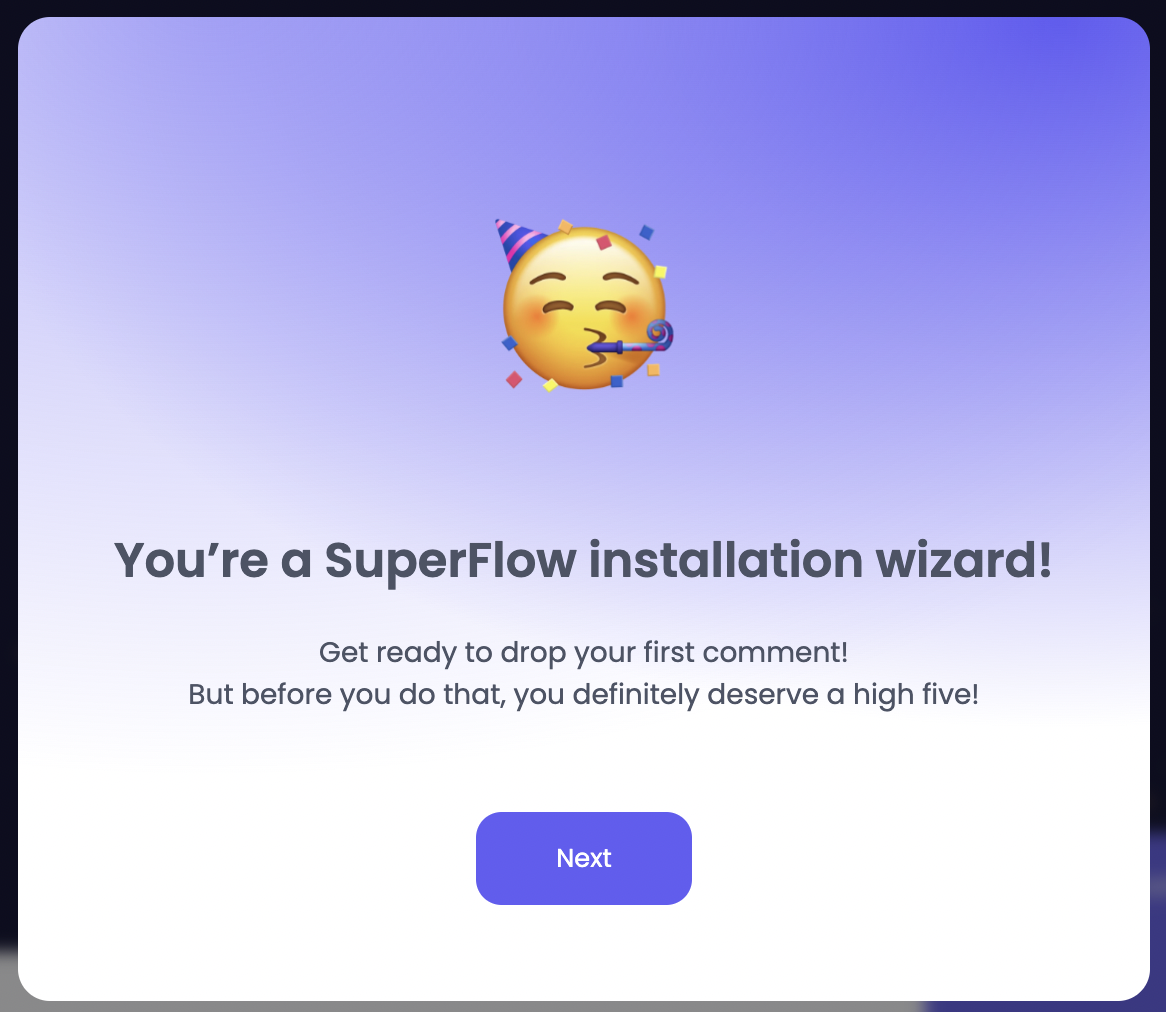 You’re a SuperFlow installation wizard!
Get ready to drop your first comment!
But before you do that, you definitely deserve a high five!
Next